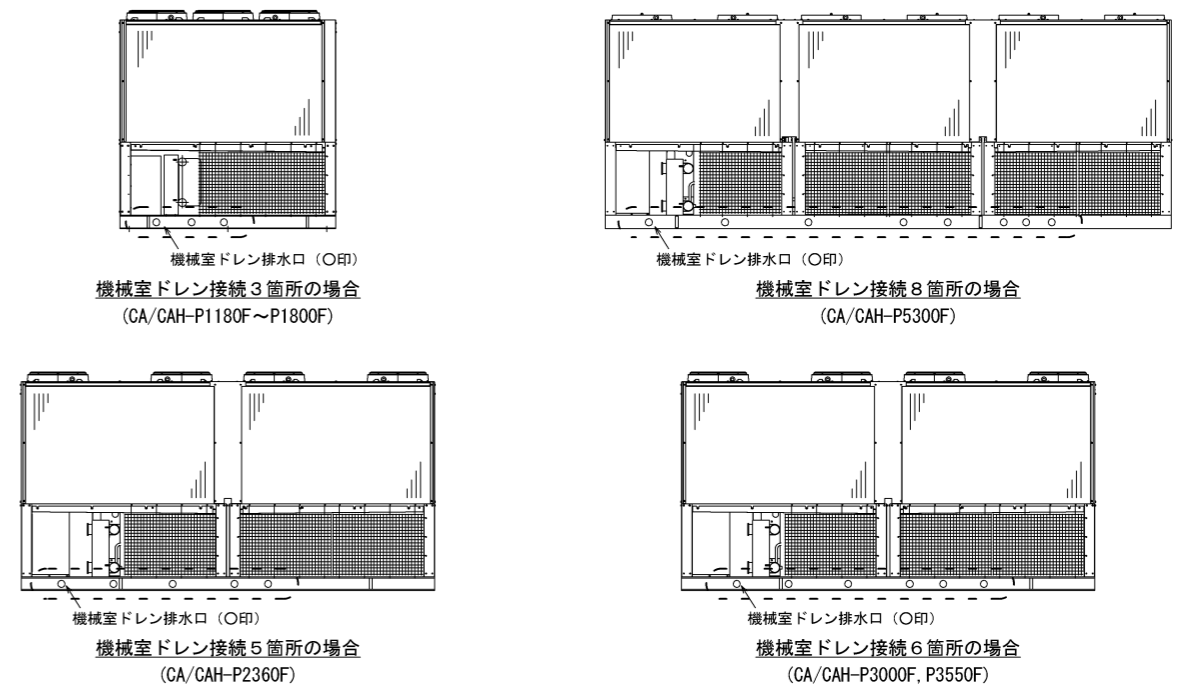 機械室ドレン排水口（○印）
機械室ドレン接続３箇所の場合
(CA/CAH-P1180F～P1800F)
機械室ドレン排水口（○印）
機械室ドレン接続８箇所の場合
(CA/CAH-P5300F)
機械室ドレン排水口（○印）
機械室ドレン接続５箇所の場合
(CA/CAH-P2360F)
機械室ドレン排水口（○印）
機械室ドレン接続６箇所の場合
(CA/CAH-P3000F,P3550F)